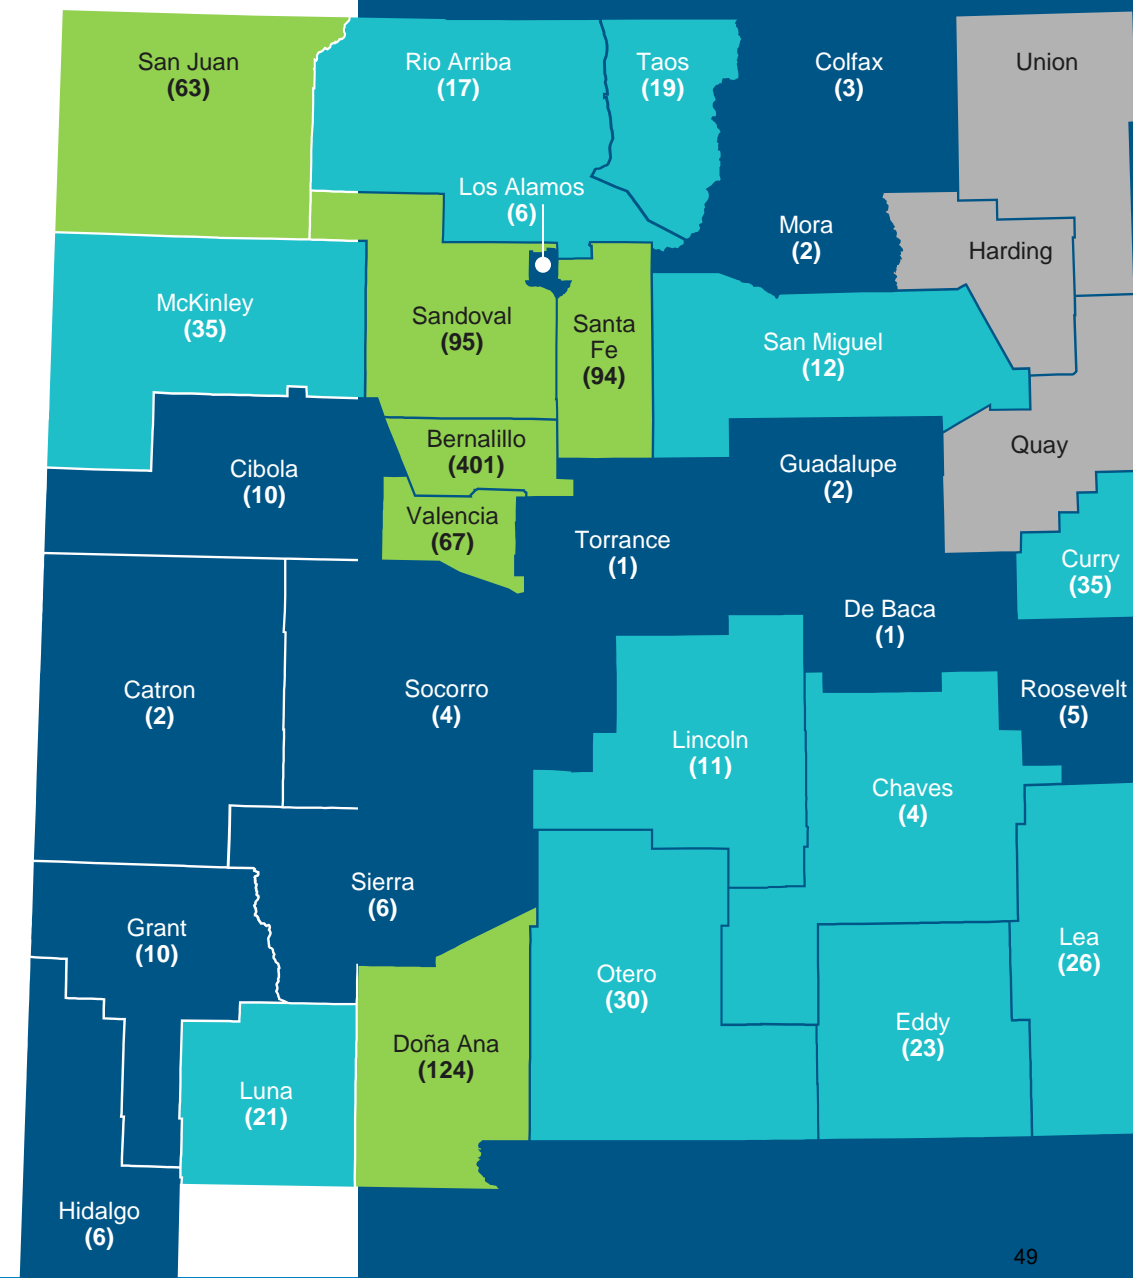 San Juan
(63)
Rio Arriba
(17)
Taos
(19)
Colfax
(3)
Union
Los Alamos
(6)
Mora
(2)
Harding
McKinley
(35)
Sandoval
(95)
Santa
Fe
(94)
San Miguel
(12)
Bernalillo
(401)
Quay
Cibola
(10)
Guadalupe
(2)
Valencia
(67)
Torrance
(1)
Curry
(35)
De Baca
(1)
Catron
(2)
Socorro
(4)
Roosevelt
(5)
Lincoln
(11)
Chaves
(4)
Sierra
(6)
Grant
(10)
Lea
(26)
Otero
(30)
Eddy
(23)
Doña Ana
(124)
Luna
(21)
Hidalgo
(6)
49